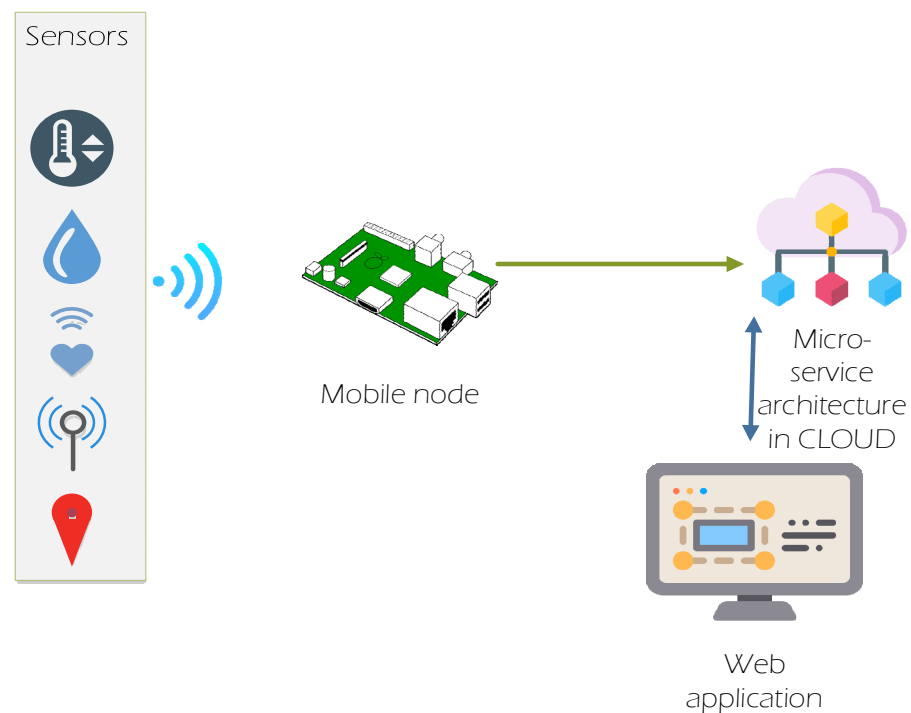 Sensors
Mobile node
Micro-
service
architecture
in CLOUD
Web
application